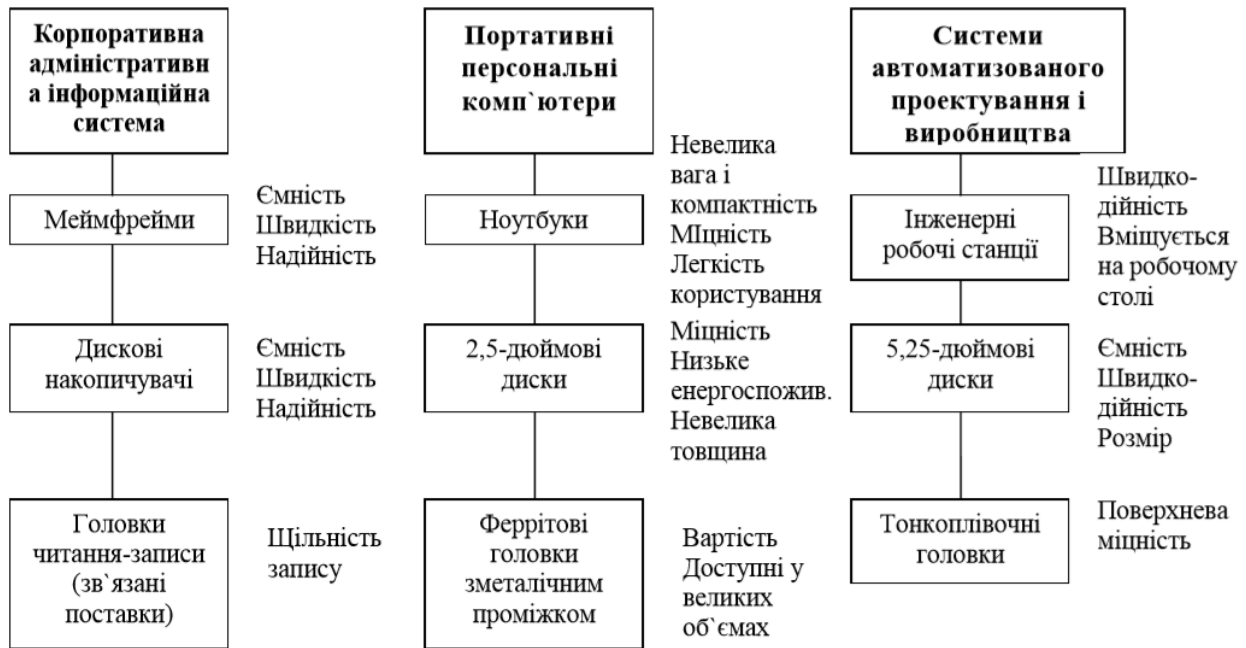 Корпоративна
адміністративн
а інформаційна
система
Меймфрейми
Ємність
Швидкість
Надійність
Дискові
накопичувачі
Ємність
Швидкість
Надійність
Головки
читання-записи
(зв`язані
поставки)
Щільність
запису
Портативні
персональні
комп`ютери
Ноутбуки
Невелика
вага і
компактність
МІцність
Легкість
користування
2,5-дюймові
диски
Міцність
Низьке
енергоспожив.
Невелика
товщина
Феррітові
головки
зметалічним
проміжком
Вартість
Доступні у
великих
об`ємах
Системи
автоматизованого
проектування і
виробництва
Інженерні
робочі станції
Швидко-
дійність
Вміщується
на робочому
столі
5,25-дюймові
диски
Ємність
Швидко-
дійність
Розмір
Тонкоплівочні
головки
Поверхнева
міцність